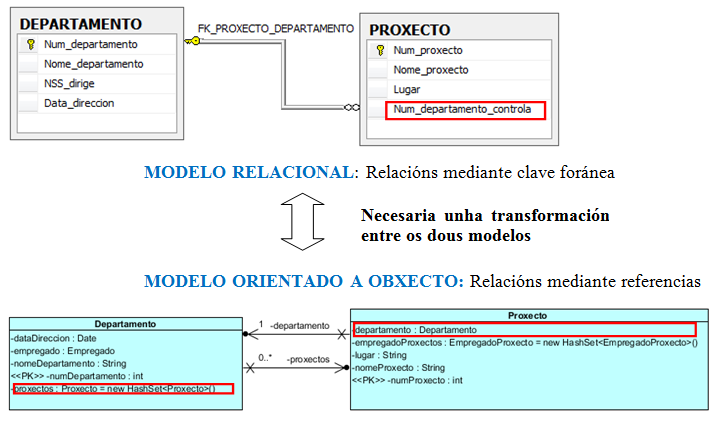 DEPARTAMENTO
Num_departamento
Nome_departamento
NSS_dirige
Data_direccion
FK_PROXECTO_DEPARTAMENTO
PROXECTO
Num_proxecto
Nome_proxecto
Lugar
Num_departamento_controla
MODELO RELACIONAL: Relacións mediante clave foránea
Necesaria unha transformación
entre os dous modelos
MODELO ORIENTADO A OBXECTO: Relacións mediante referencias
Departamento
-dataDireccion : Date
-empregado : Empregado
-nomeDepartamento : String
<<PK>> -numDepartamento : int
-proxectos : Proxecto = new HashSet<Proxecto>()
1 -departamento
0..* -proxectos
Proxecto
-departamento : Departamento
-empregadoProxectos : EmpregadoProxecto = new HashSet<EmpregadoProxecto>()
-lugar : String
-nomeProxecto : String
<<PK>> -numProxecto : int